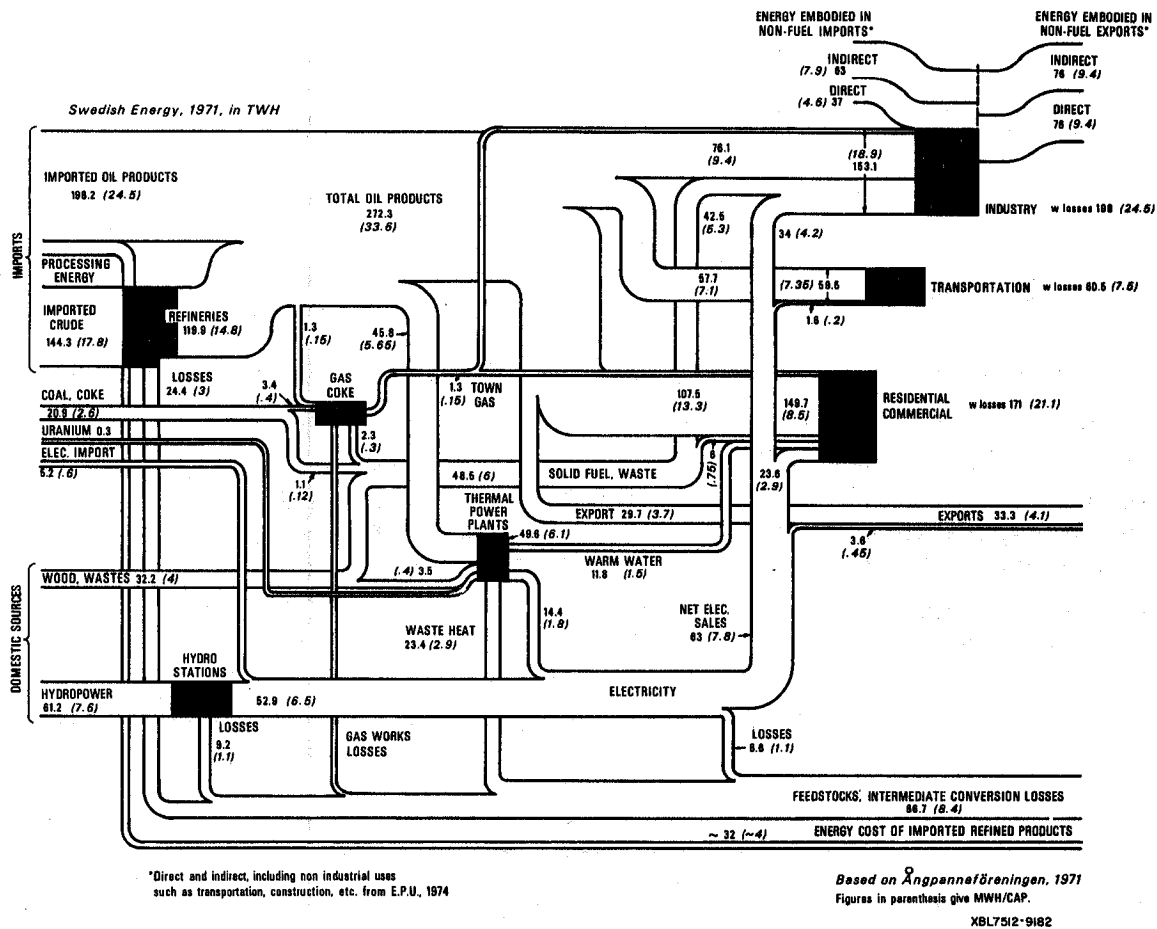 ENERGY EMBODIED IN
NON-FUEL IMPORTS*
ENERGY EMBODIED IN
NON-FUEL EXPORTS*
INDIRECT
(7.9) 63
INDIRECT
76 (9.4)
DIRECT
(4.6) 37
DIRECT
76 (9.4)
Swedish Energy, 1971, in TWH
IMPORTS
IMPORTED OIL PRODUCTS
198.2 (24.5)
TOTAL OIL PRODUCTS
272.3
(33.6)
76.1
(9.4)
(18.9)
153.1
42.5
(5.3)
34 (4.2)
INDUSTRY w losses 198 (24.5)
PROCESSING
ENERGY
57.7
(7.1)
(7.35) 59.5
TRANSPORTATION w losses 60.5 (7.5)
1.6 (.2)
IMPORTED
CRUDE
144.3 (17.8)
REFINERIES
119.9 (14.8)
1.3
(.15)
45.8
(5.65)
LOSSES
24.4 (3)
3.4
(.4)
GAS
COKE
1.3
(.15)
TOWN
GAS
107.5
(13.3)
149.7
(8.5)
RESIDENTIAL
COMMERCIAL w losses 171 (21.1)
COAL, COKE
20.9 (2.6)
URANIUM 0.3
ELEC. IMPORT
5.2 (.6)
2.3
(.3)
1.1
(.12)
48.5 (6)
SOLID FUEL, WASTE
6
(.75)
23.6
(2.9)
THERMAL
POWER
PLANTS
EXPORT 29.7 (3.7)
EXPORTS 33.3 (4.1)
49.6 (6.1)
3.6
(.45)
WARM WATER
11.8 (1.5)
DOMESTIC SOURCES
WOOD, WASTES 32.2 (4)
(.4) 3.5
14.4
(1.8)
NET ELEC.
SALES
63 (7.8)
WASTE HEAT
23.4 (2.9)
HYDRO
STATIONS
HYDROPOWER
61.2 (7.6)
52.9 (6.5)
ELECTRICITY
LOSSES
9.2
(1.1)
GAS WORKS
LOSSES
LOSSES
(1.1)
FEEDSTOCKS, INTERMEDIATE CONVERSION LOSSES
66.7 (8.4)
~ 32 (~4) ENERGY COST OF IMPORTED REFINED PRODUCTS
*Direct and indirect, including non industrial uses
such as transportation, construction, etc. from E.P.U., 1974
Based on Ångpanneföreningen, 1971
Figures in parenthesis give MWH/CAP.
XBL7512-9182